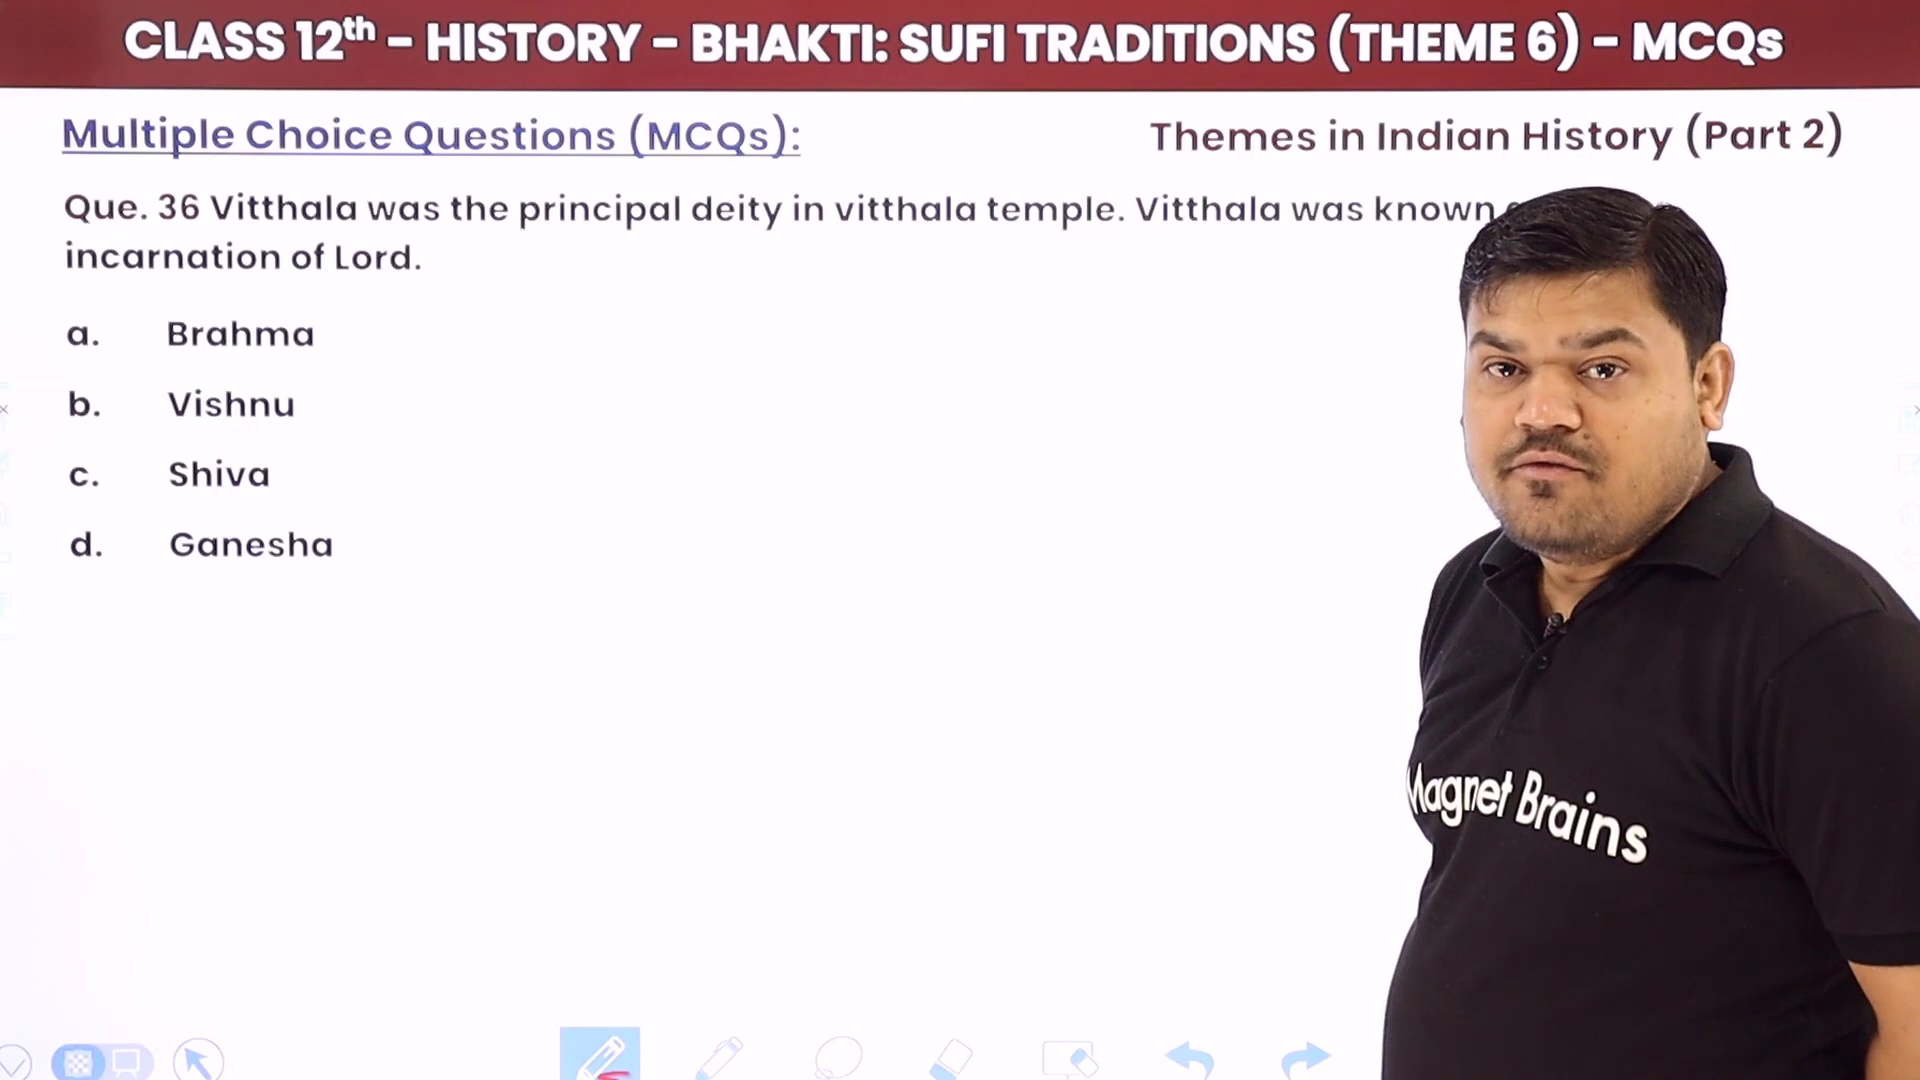 CLASS 12th - HISTORY - BHAKTI: SUFI TRADITIONS (THEME 6) - MCQs
Multiple Choice Questions (MCQs):
Themes in Indian History (Part 2)
Que. 36 Vitthala was the principal deity in vitthala temple. Vitthala was known
incarnation of Lord.
a. Brahma
b. Vishnu
c. Shiva
d. Ganesha
Magnet Brains